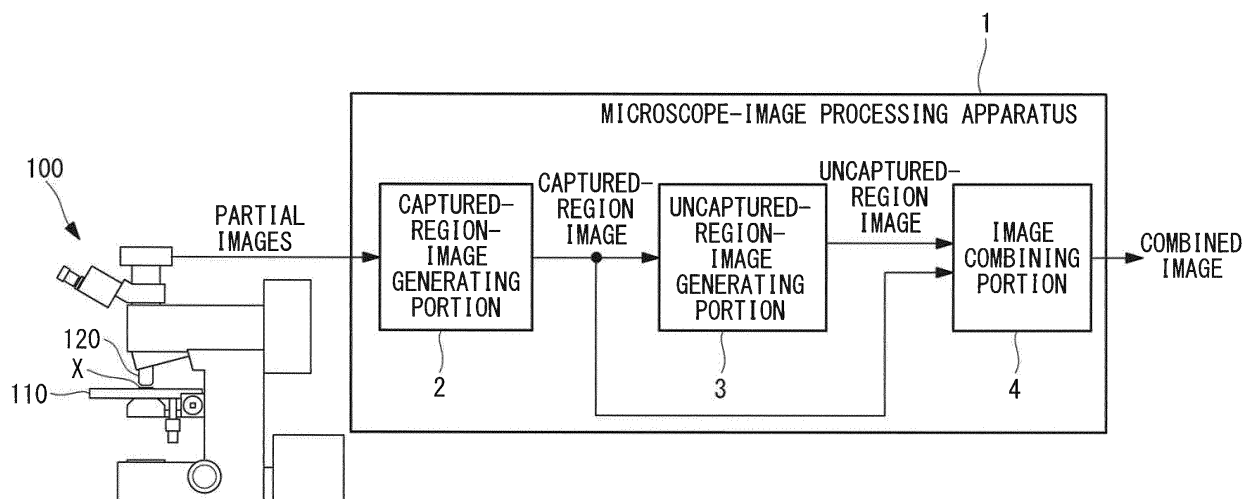 1
MICROSCOPE-IMAGE PROCESSING APPARATUS
100
PARTIAL
IMAGES
CAPTURED-
REGION-
IMAGE
GENERATING
PORTION
CAPTURED-
REGION
IMAGE
UNCAPTURED-
REGION-
IMAGE
GENERATING
PORTION
UNCAPTURED-
REGION
IMAGE
IMAGE
COMBINING
PORTION
COMBINED
IMAGE
120
X
110
2
3
4